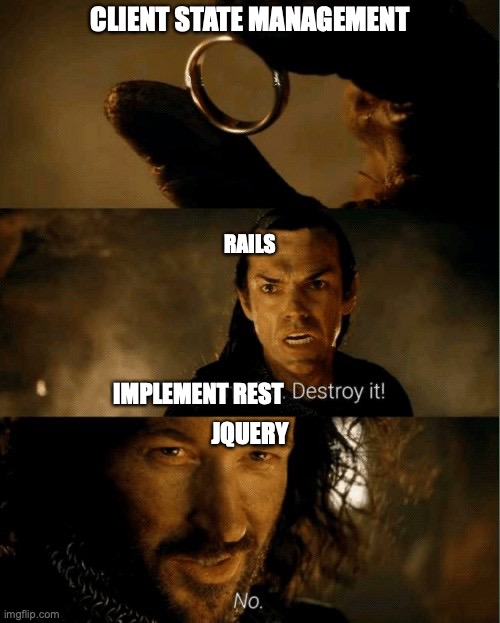 CLIENT STATE MANAGEMENT
RAILS
IMPLEMENT REST. Destroy it!
JQUERY
No.
imgflip.com